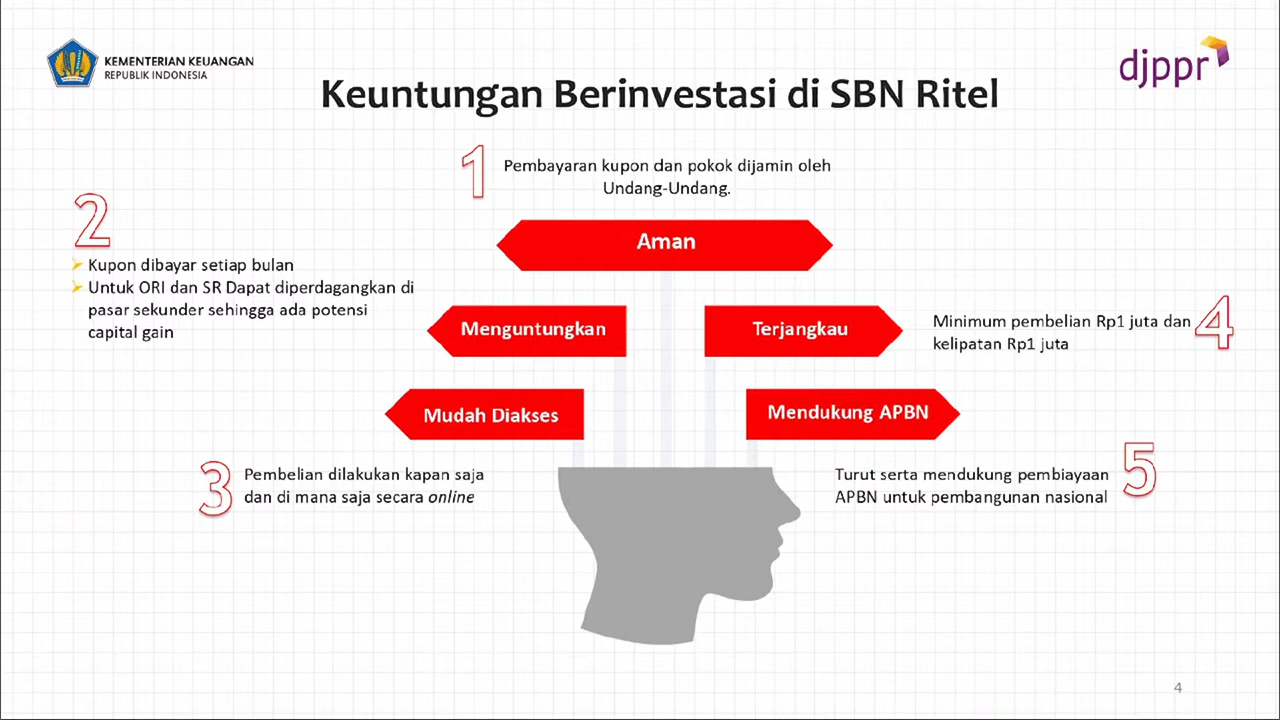 KEMENTERIAN KEUANGAN
REPUBLIK INDONESIA
djppr
Keuntungan Berinvestasi di SBN Ritel
1
Pembayaran kupon dan pokok dijamin oleh
Undang-Undang.
Aman
2
Kupon dibayar setiap bulan
Untuk ORI dan SR Dapat diperdagangkan di
pasar sekunder sehingga ada potensi
capital gain
Menguntungkan
Terjangkau
Minimum pembelian Rp1 juta dan
kelipatan Rp1 juta
4
Mudah Diakses
Mendukung APBN
3
Pembelian dilakukan kapan saja
dan di mana saja secara online
Turut serta mendukung pembiayaan
APBN untuk pembangunan nasional
5
4